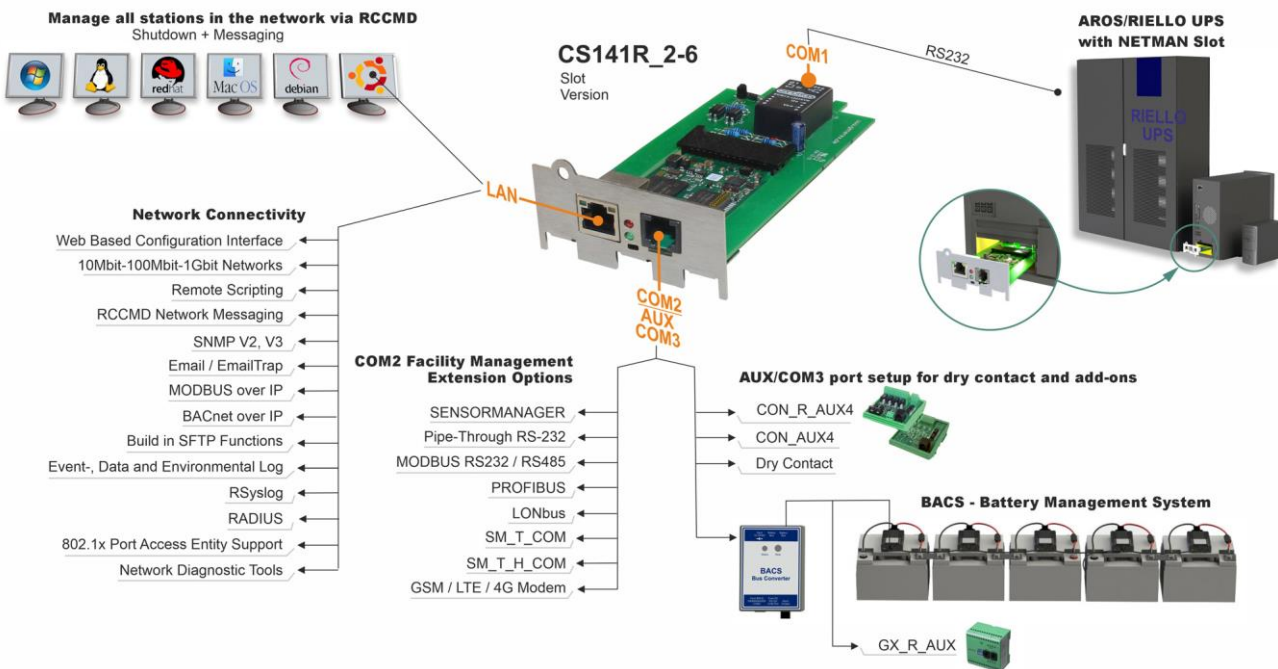 Manage all stations in the network via RCCMD
Shutdown + Messaging
redhat
Mac OS
debian
CS141R_2-6
Slot
Version
COM1
RS232
AROS/RIELLO UPS
with NETMAN Slot
RIELLO
UPS
LAN
COM2
AUX
COM3
Network Connectivity
Web Based Configuration Interface
10Mbit-100Mbit-1Gbit Networks
Remote Scripting
RCCMD Network Messaging
SNMP V2, V3
Email / EmailTrap
MODBUS over IP
BACnet over IP
Build in SFTP Functions
Event-, Data and Environmental Log
RSyslog
RADIUS
802.1x Port Access Entity Support
Network Diagnostic Tools
COM2 Facility Management
Extension Options
SENSORMANAGER
Pipe-Through RS-232
MODBUS RS232 / RS485
PROFIBUS
LONbus
SM_T_COM
SM_T_H_COM
GSM / LTE / 4G Modem
AUX/COM3 port setup for dry contact and add-ons
CON_R_AUX4
CON_AUX4
Dry Contact
BACS - Battery Management System
BACS
Bus Converter
GX_R_AUX